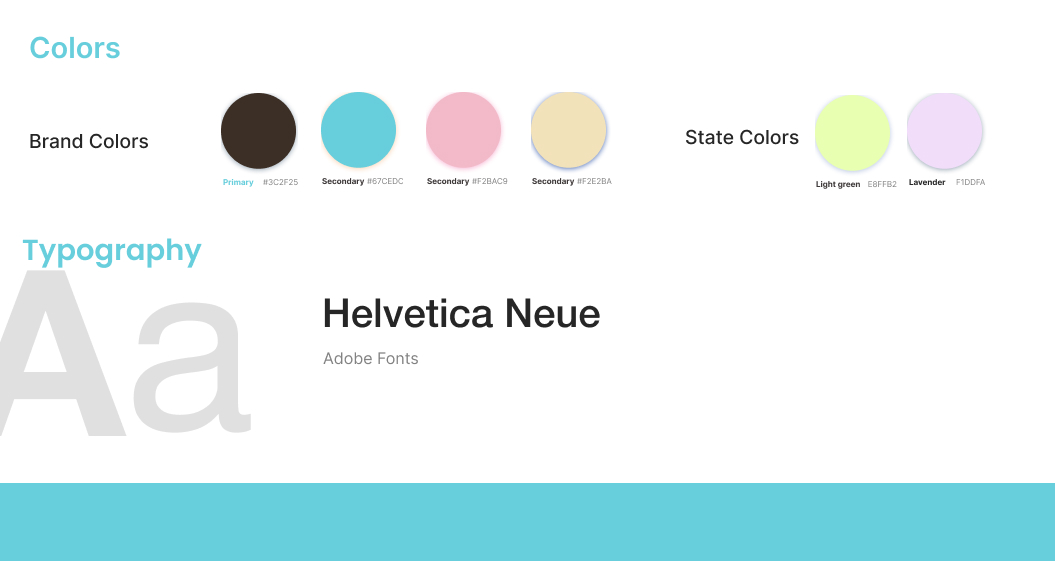 Colors
Brand Colors
Primary #3C2F25
Secondary #67CEDC
Secondary #F2BAC9
Secondary #F2E2BA
State Colors
Light green E8FFB2
Lavender F1DDFA
Typography
Aa
Helvetica Neue
Adobe Fonts